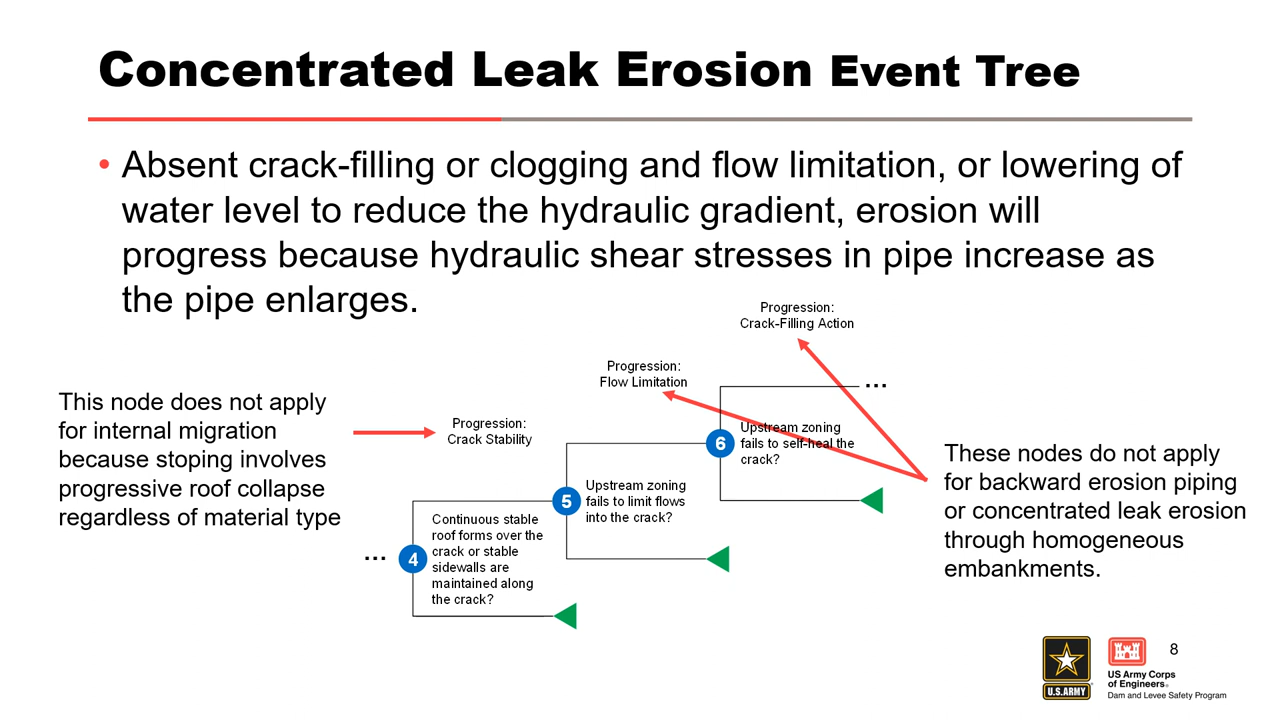 Concentrated Leak Erosion Event Tree
• Absent crack-filling or clogging and flow limitation, or lowering of
water level to reduce the hydraulic gradient, erosion will
progress because hydraulic shear stresses in pipe increase as
the pipe enlarges.
Progression:
Crack-Filling Action
Progression:
Flow Limitation
Progression:
Crack Stability
This node does not apply
for internal migration
because stoping involves
progressive roof collapse
regardless of material type
...
4
Continuous stable
roof forms over the
crack or stable
sidewalls are
maintained along
the crack?
5
Upstream zoning
fails to limit flows
into the crack?
6
Upstream zoning
fails to self-heal the
crack?
...
These nodes do not apply
for backward erosion piping
or concentrated leak erosion
through homogeneous
embankments.
U.S.ARMY
US Army Corps
of Engineers®
Dam and Levee Safety Program
8